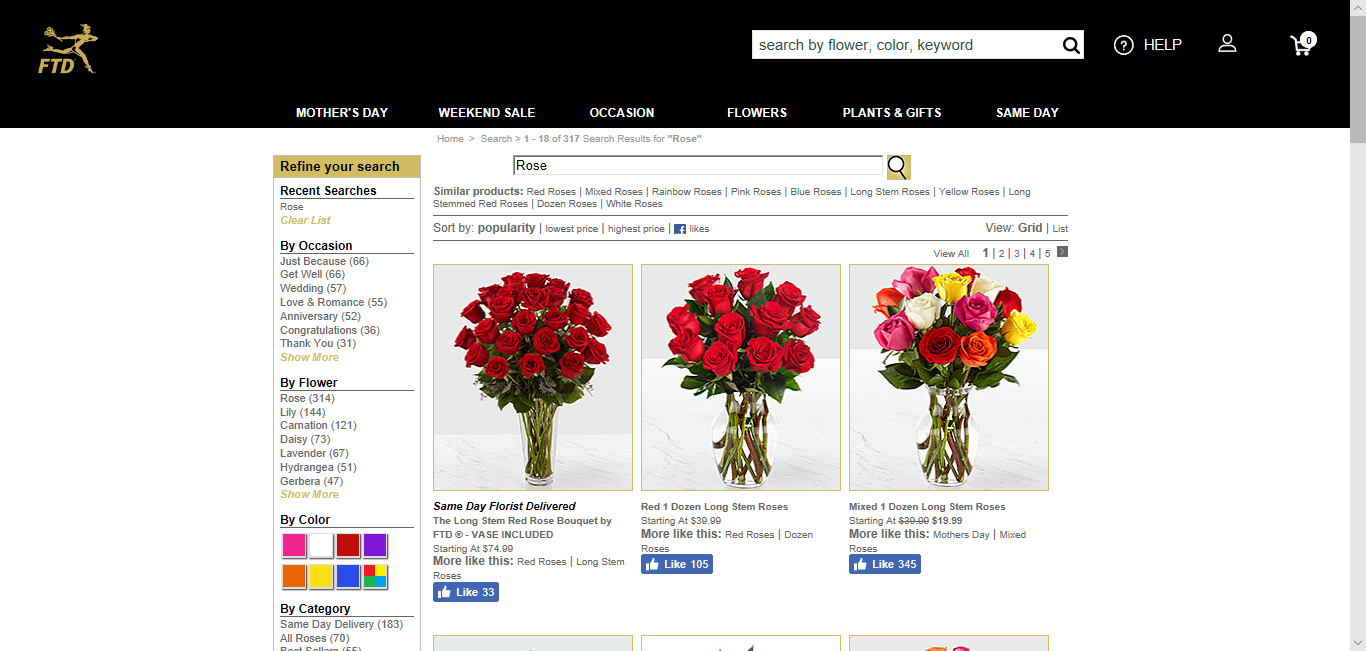 FTD
search by flower, color, keyword
HELP
0
MOTHER'S DAY
WEEKEND SALE
OCCASION
FLOWERS
PLANTS & GIFTS
SAME DAY
Home > Search > 1 - 18 of 317 Search Results for "Rose"
Refine your search
Recent Searches
Rose
Clear List
By Occasion
Just Because (66)
Get Well (66)
Wedding (57)
Love & Romance (55)
Anniversary (52)
Congratulations (36)
Thank You (31)
Show More
By Flower
Rose (314)
Lily (144)
Carnation (121)
Daisy (73)
Lavender (67)
Hydrangea (51)
Gerbera (47)
Show More
By Color
By Category
Same Day Delivery (183)
All Roses (70)
Best Sellers (55)
Rose
Similar products: Red Roses | Mixed Roses | Rainbow Roses | Pink Roses | Blue Roses | Long Stem Roses | Yellow Roses | Long
Stemmed Red Roses | Dozen Roses | White Roses
Sort by: popularity | lowest price | highest price | likes
View: Grid | List
View All 1 | 2 | 3 | 4 | 5 >
Same Day Florist Delivered
The Long Stem Red Rose Bouquet by
FTD ® - VASE INCLUDED
Starting At $74.99
More like this: Red Roses | Long Stem
Roses
Like 33
Red 1 Dozen Long Stem Roses
Starting At $39.99
More like this: Red Roses | Dozen
Roses
Like 105
Mixed 1 Dozen Long Stem Roses
Starting At $39.99 $19.99
More like this: Mothers Day | Mixed
Roses
Like 345